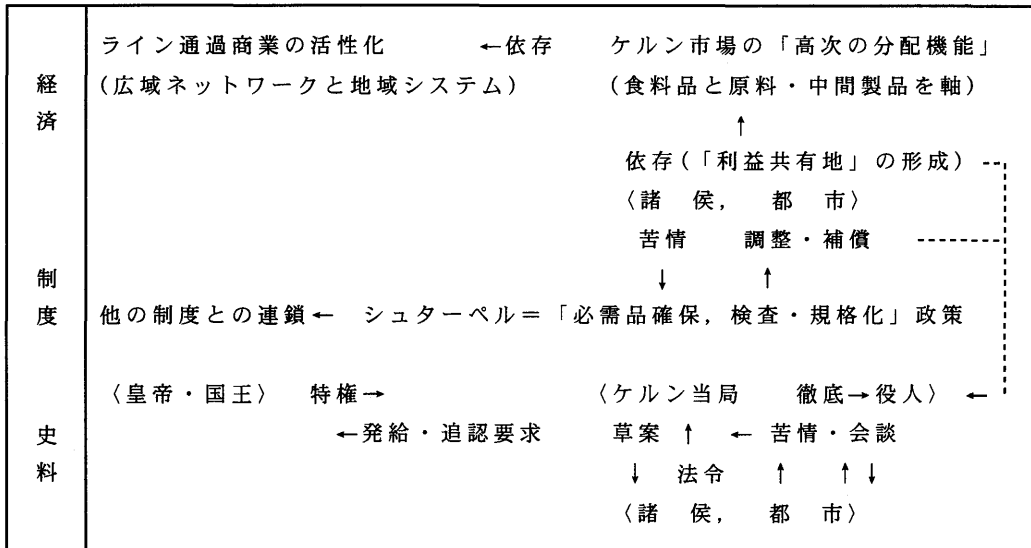 ライン通過商業の活性化 ←依存 ケルン市場の「高次の分配機能」
経済
(広域ネットワークと地域システム) (食料品と原料・中間製品を軸)
↑
依存(「利益共有地」の形成)
〈諸侯, 都市〉
苦情 調整・補償
制度
↓ ↑
他の制度との連鎖← シュターペル=「必需品確保, 検査・規格化」政策
〈皇帝・国王〉 特権→ 〈ケルン当局 徹底→役人〉 ←
史料
←発給・追認要求 草案 ↑ ← 苦情・会談
↓ 法令 ↑ ↑↓
〈諸侯, 都市〉